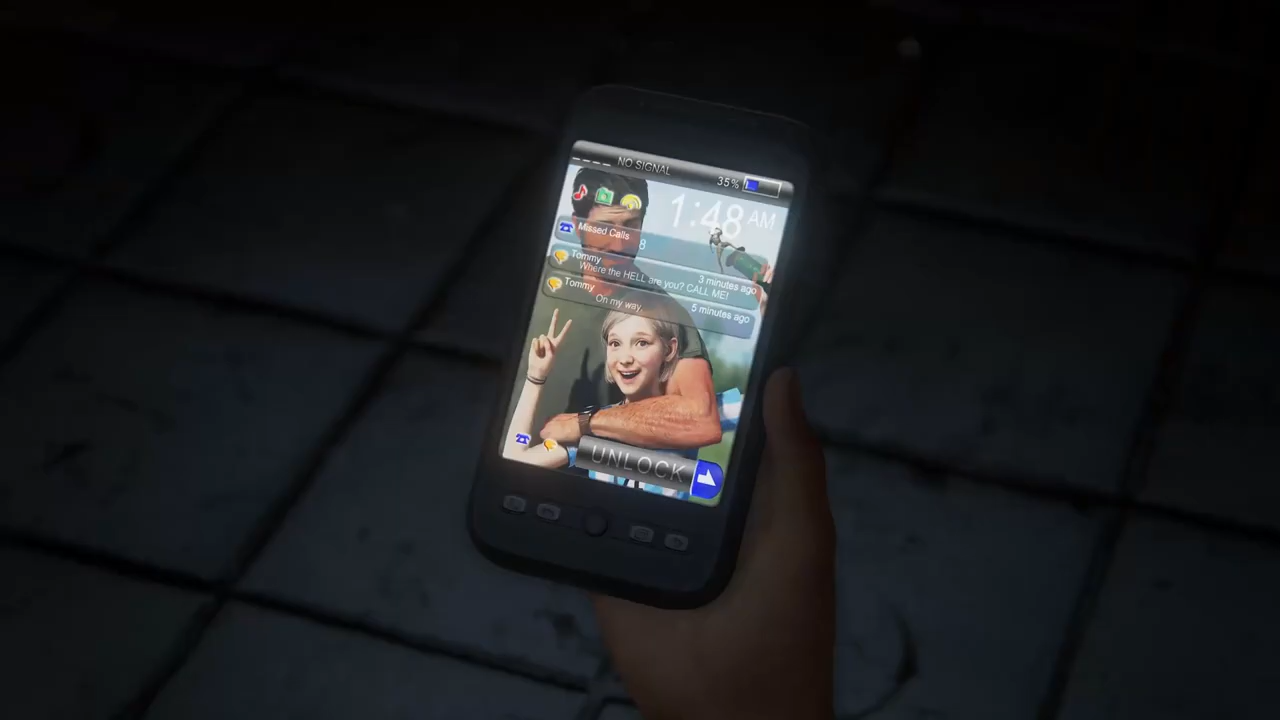 NO SIGNAL
35%
1:48 AM
Missed Calls
8
Tommy
3 minutes ago
Where the HELL are you? CALL ME!
Tommy
5 minutes ago
On my way
UNLOCK